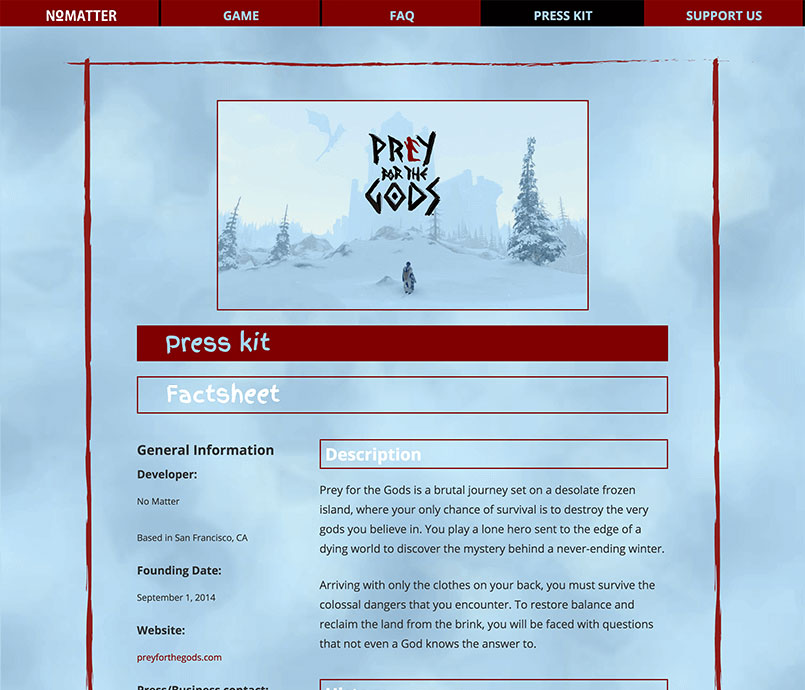 NOMATTER GAME FAQ PRESS KIT SUPPORT US
PREY
FOR THE
GODS
Press kit
Factsheet
General Information
Developer:
No Matter
Based in San Francisco, CA
Founding Date:
September 1, 2014
Website:
preyforthegods.com
Press/Business contact:
Description
Prey for the Gods is a brutal journey set on a desolate frozen
island, where your only chance of survival is to destroy the very
gods you believe in. You play a lone hero sent to the edge of a
dying world to discover the mystery behind a never-ending winter.
Arriving with only the clothes on your back, you must survive the
colossal dangers that you encounter. To restore balance and
reclaim the land from the brink, you will be faced with questions
that not even a God knows the answer to.